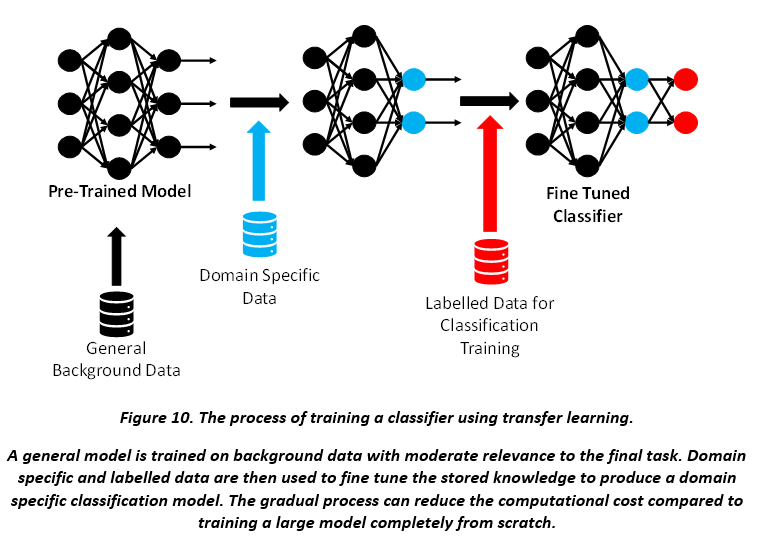 Pre-Trained Model
Fine Tuned
Classifier
Domain Specific
Data
Labelled Data for
Classification
Training
General
Background Data
Figure 10. The process of training a classifier using transfer learning.
A general model is trained on background data with moderate relevance to the final task. Domain
specific and labelled data are then used to fine tune the stored knowledge to produce a domain
specific classification model. The gradual process can reduce the computational cost compared to
training a large model completely from scratch.